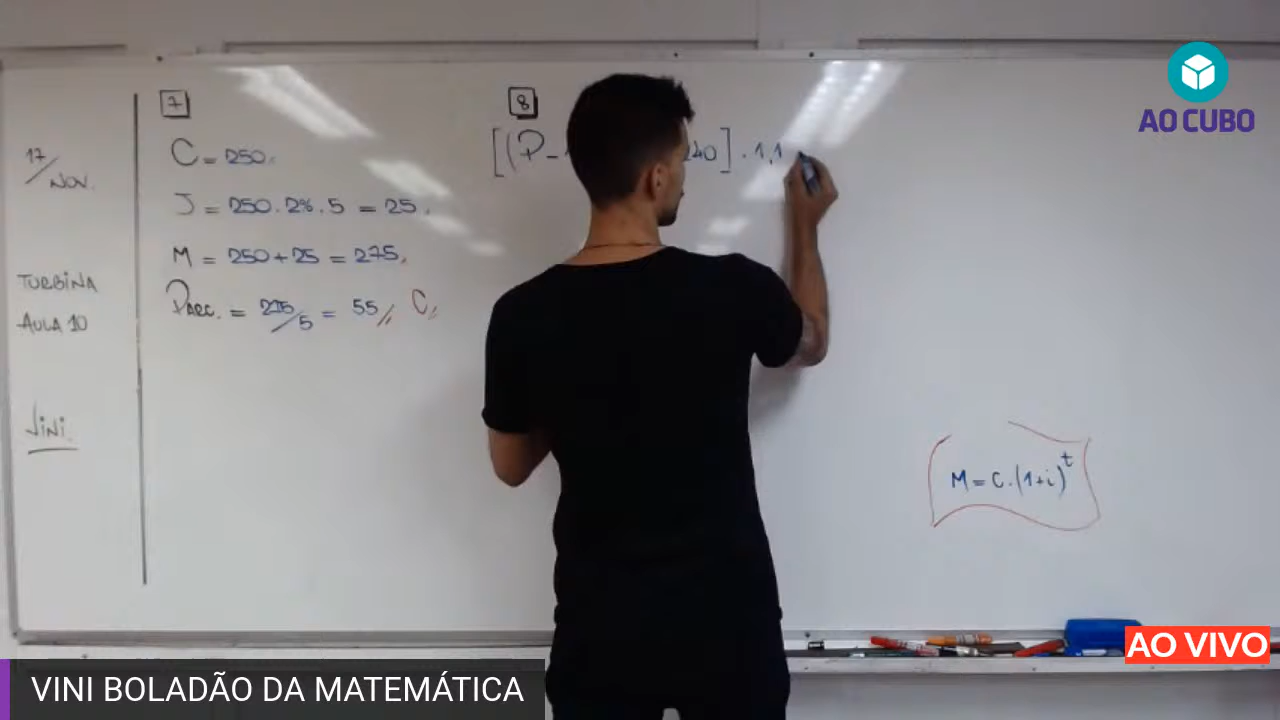 17/NOV.
TURBINA
AULA 10
Vini.
7
C = 250.
J = 250 . 2% . 5 = 25.
M = 250 + 25 = 275.
PARC. = 275/5 = 55// C//
8
[(P - 240] . 1,1
M = C . (1+i)^t
AO CUBO
AO VIVO
VINI BOLADÃO DA MATEMÁTICA